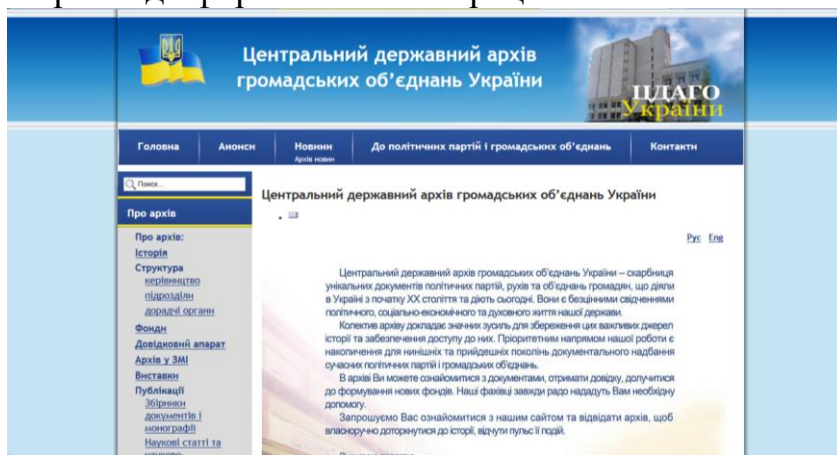 Центральний державний архів
громадських об’єднань України
ЦДАГО
України
Головна Анонси Новини До політичних партій і громадських об’єднань Контакти
Архів новин
Поиск...
Про архів
Центральний державний архів громадських об’єднань України
Рус Eng
Про архів:
Історія
Структура
керівництво
підрозділи
дорадчі органи
Фонди
Довідковий апарат
Архів у ЗМІ
Виставки
Публікації
Збірники
документів і
монографії
Наукові статті та
Центральний державний архів громадських об'єднань України – скарбниця
унікальних документів політичних партій, рухів та об'єднань громадян, що діяли
в Україні з початку ХХ століття та діють сьогодні. Вони є безцінними свідченнями
політичного, соціально-економічного та духовного життя нашої держави.
Колектив архіву докладає значних зусиль для збереження цих важливих джерел
історії та забезпечення доступу до них. Пріоритетним напрямом нашої роботи є
накопичення для нинішніх та прийдешніх поколінь документального надбання
сучасних політичних партій і громадських об'єднань.
В архіві Ви можете ознайомитися з документами, отримати довідку, долучитися
до формування нових фондів. Наші фахівці завжди радо нададуть Вам необхідну
допомогу.
Запрошуємо Вас ознайомитися з нашим сайтом та відвідати архів, щоб
власноручно доторкнутися до історії, відчути пульс її подій.